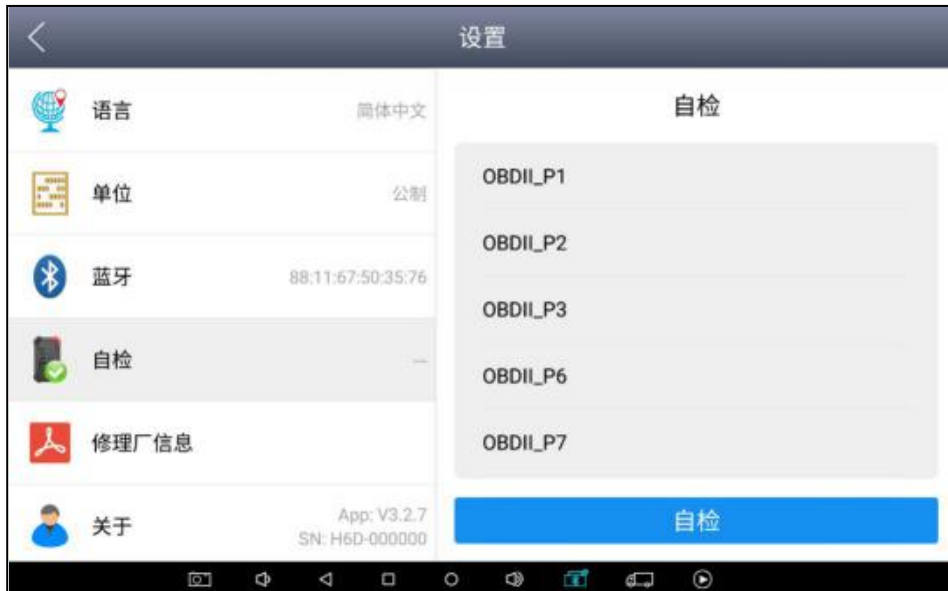 设置
语言 简体中文
单位 公制
蓝牙 88:11:67:50:35:76
自检 —
修理厂信息
关于 App: V3.2.7
SN: H6D-000000
自检
OBDII_P1
OBDII_P2
OBDII_P3
OBDII_P6
OBDII_P7
自检